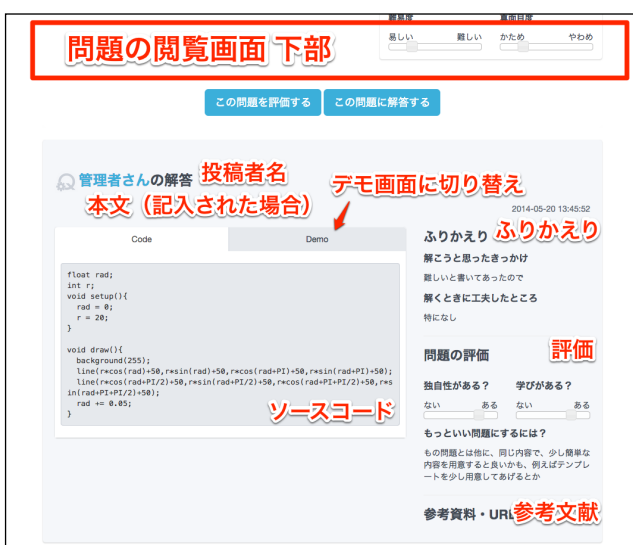 難易度 真面目度
易しい 難しい かため やわめ
問題の閲覧画面 下部
この問題を評価する この問題に解答する
管理者さんの解答 投稿者名
本文（記入された場合）
デモ画面に切り替え
2014-05-20 13:45:52
Code Demo
float rad;
int r;
void setup(){
  rad = 0;
  r = 20;
}
void draw(){
  background(255);
  line(r*cos(rad)+50,r*sin(rad)+50,r*cos(rad+PI)+50,r*sin(rad+PI)+50);
  line(r*cos(rad+PI/2)+50,r*sin(rad+PI/2)+50,r*cos(rad+PI+PI/2)+50,r*s
in(rad+PI+PI/2)+50);
  rad += 0.05;
}
ソースコード
ふりかえり ふりかえり
解こうと思ったきっかけ
難しいと書いてあったので
解くときに工夫したところ
特になし
問題の評価 評価
独自性がある？ 学びがある？
ない ある ない ある
もっといい問題にするには？
もの問題とは他に、同じ内容で、少し簡単な
内容を用意すると良いかも、例えばテンプレ
ートを少し用意してあげるとか
参考資料・URL 参考文献